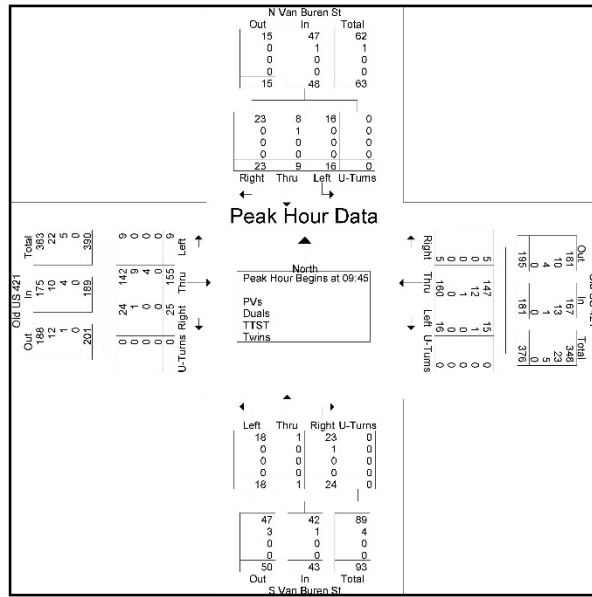 N Van Buren St
Out In Total
15 47 62
0 1 1
0 0 0
0 0 0
15 48 63
23 8 16 0
0 1 0 0
0 0 0 0
0 0 0 0
23 9 16 0
Right Thru Left U-Turns
Peak Hour Data
North
Peak Hour Begins at 09:45
PVs
Duals
TTST
Twins
Old US 421
Total In Out
363 175 188
22 10 12
5 4 1
0 0 0
390 189 201
Left Thru Right U-Turns
9 142 24 0
0 9 1 0
0 4 0 0
0 0 0 0
9 155 25 0
Right Thru Left U-Turns
5 147 15 0
0 12 1 0
0 1 0 0
0 0 0 0
5 160 16 0
Out In Total
181 167 348
10 13 23
4 1 5
0 0 0
195 181 376
Old US 421
Left Thru Right U-Turns
18 1 23 0
0 0 1 0
0 0 0 0
0 0 0 0
18 1 24 0
47 42 89
3 1 4
0 0 0
0 0 0
50 43 93
Out In Total
S Van Buren St